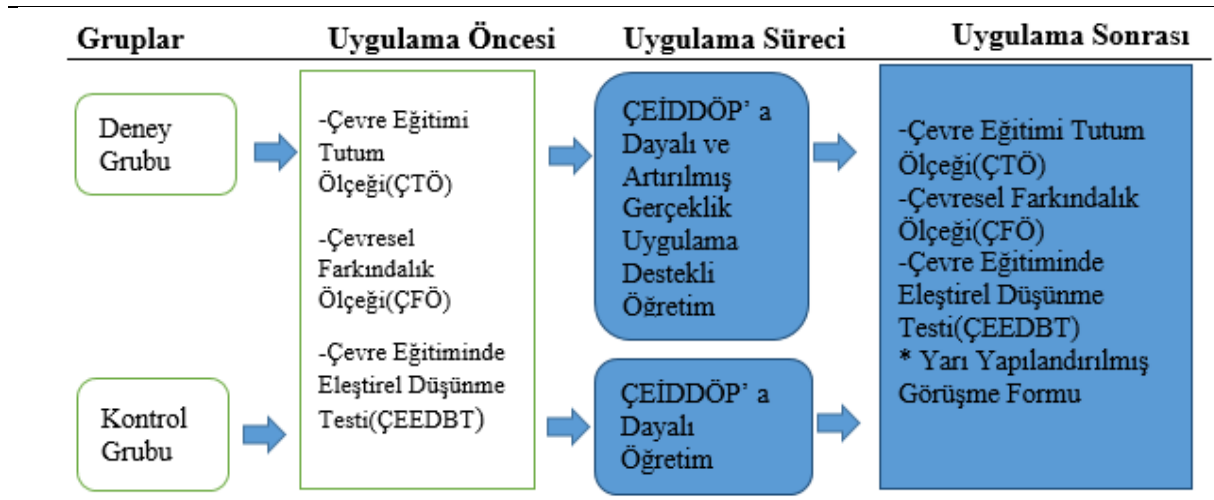 Gruplar
Uygulama Öncesi
Uygulama Süreci
Uygulama Sonrası
Deney
Grubu
-Çevre Eğitimi
Tutum
Ölçeği(ÇTÖ)
-Çevresel
Farkındalık
Ölçeği(ÇFÖ)
-Çevre Eğitiminde
Eleştirel Düşünme
Testi(ÇEEDBT)
ÇEİDDÖP’ a
Dayalı ve
Artırılmış
Gerçeklik
Uygulama
Destekli
Öğretim
-Çevre Eğitimi Tutum
Ölçeği(ÇTÖ)
-Çevresel Farkındalık
Ölçeği(ÇFÖ)
-Çevre Eğitiminde
Eleştirel Düşünme
Testi(ÇEEDBT)
* Yarı Yapılandırılmış
Görüşme Formu
Kontrol
Grubu
ÇEİDDÖP’ a
Dayalı
Öğretim